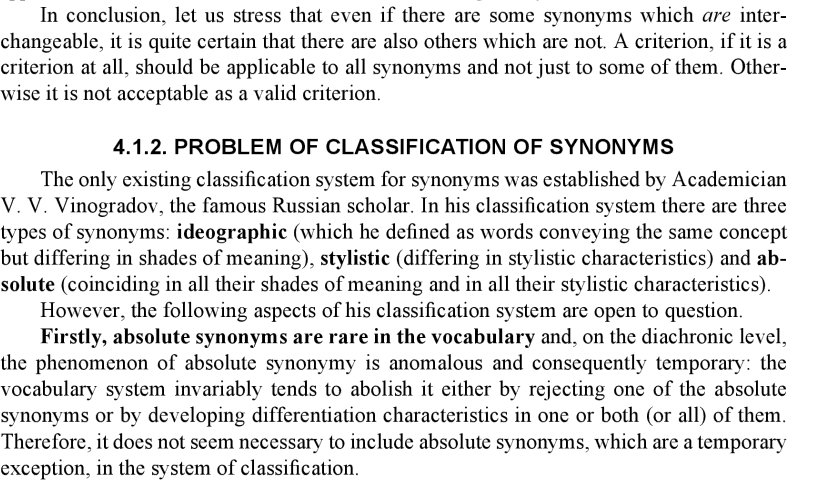 In conclusion, let us stress that even if there are some synonyms which are inter-
changeable, it is quite certain that there are also others which are not. A criterion, if it is a
criterion at all, should be applicable to all synonyms and not just to some of them. Other-
wise it is not acceptable as a valid criterion.
4.1.2. PROBLEM OF CLASSIFICATION OF SYNONYMS
The only existing classification system for synonyms was established by Academician
V. V. Vinogradov, the famous Russian scholar. In his classification system there are three
types of synonyms: ideographic (which he defined as words conveying the same concept
but differing in shades of meaning), stylistic (differing in stylistic characteristics) and ab-
solute (coinciding in all their shades of meaning and in all their stylistic characteristics).
However, the following aspects of his classification system are open to question.
Firstly, absolute synonyms are rare in the vocabulary and, on the diachronic level,
the phenomenon of absolute synonymy is anomalous and consequently temporary: the
vocabulary system invariably tends to abolish it either by rejecting one of the absolute
synonyms or by developing differentiation characteristics in one or both (or all) of them.
Therefore, it does not seem necessary to include absolute synonyms, which are a temporary
exception, in the system of classification.